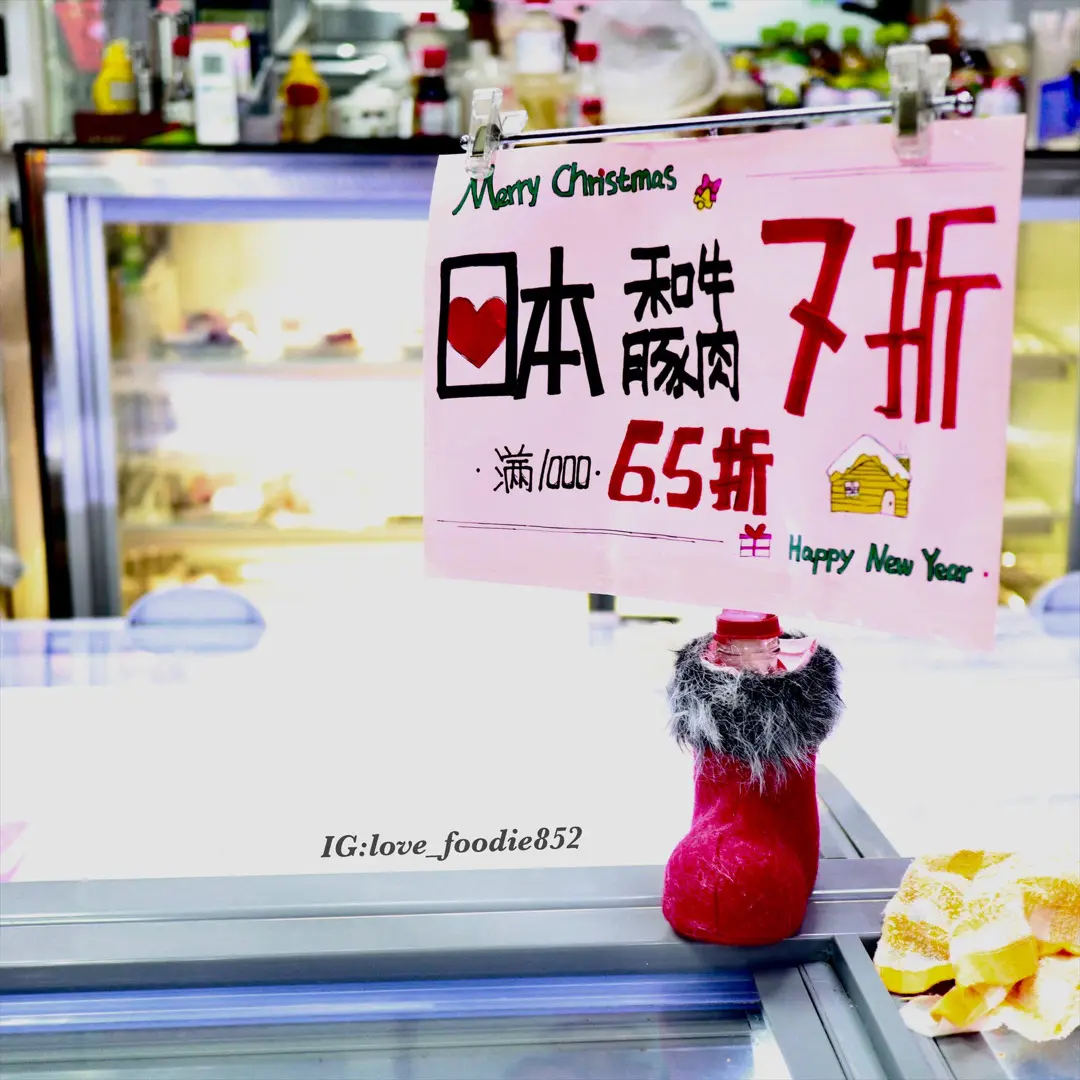 Merry Christmas
日本 和牛 7折
豚肉
·滿1000· 6.5折
Happy New Year
IG:love_foodie852